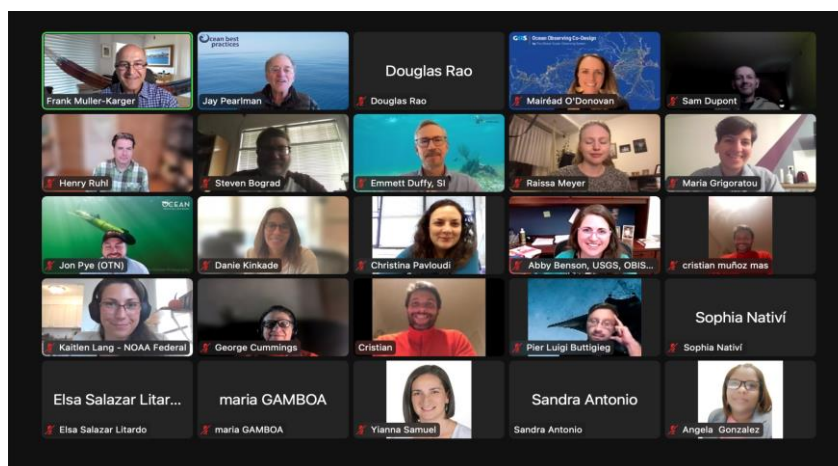 Frank Muller-Karger
Ocean best
practices
Jay Pearlman
Douglas Rao
Douglas Rao
GOOS Ocean Observing Co-Design
Mairéad O'Donovan
Sam Dupont
Henry Ruhl
Steven Bograd
Emmett Duffy, SI
Raissa Meyer
Maria Grigoratou
OCEAN
Jon Pye (OTN)
Danie Kinkade
Christina Pavloudi
Abby Benson, USGS, OBIS...
cristian muñoz mas
Kaitlen Lang - NOAA Federal
George Cummings
Cristian
Pier Luigi Buttigieg
Sophia Nativí
Sophia Nativí
Elsa Salazar Litar...
Elsa Salazar Litardo
maria GAMBOA
maria GAMBOA
Yianna Samuel
Sandra Antonio
Sandra Antonio
Angela Gonzalez